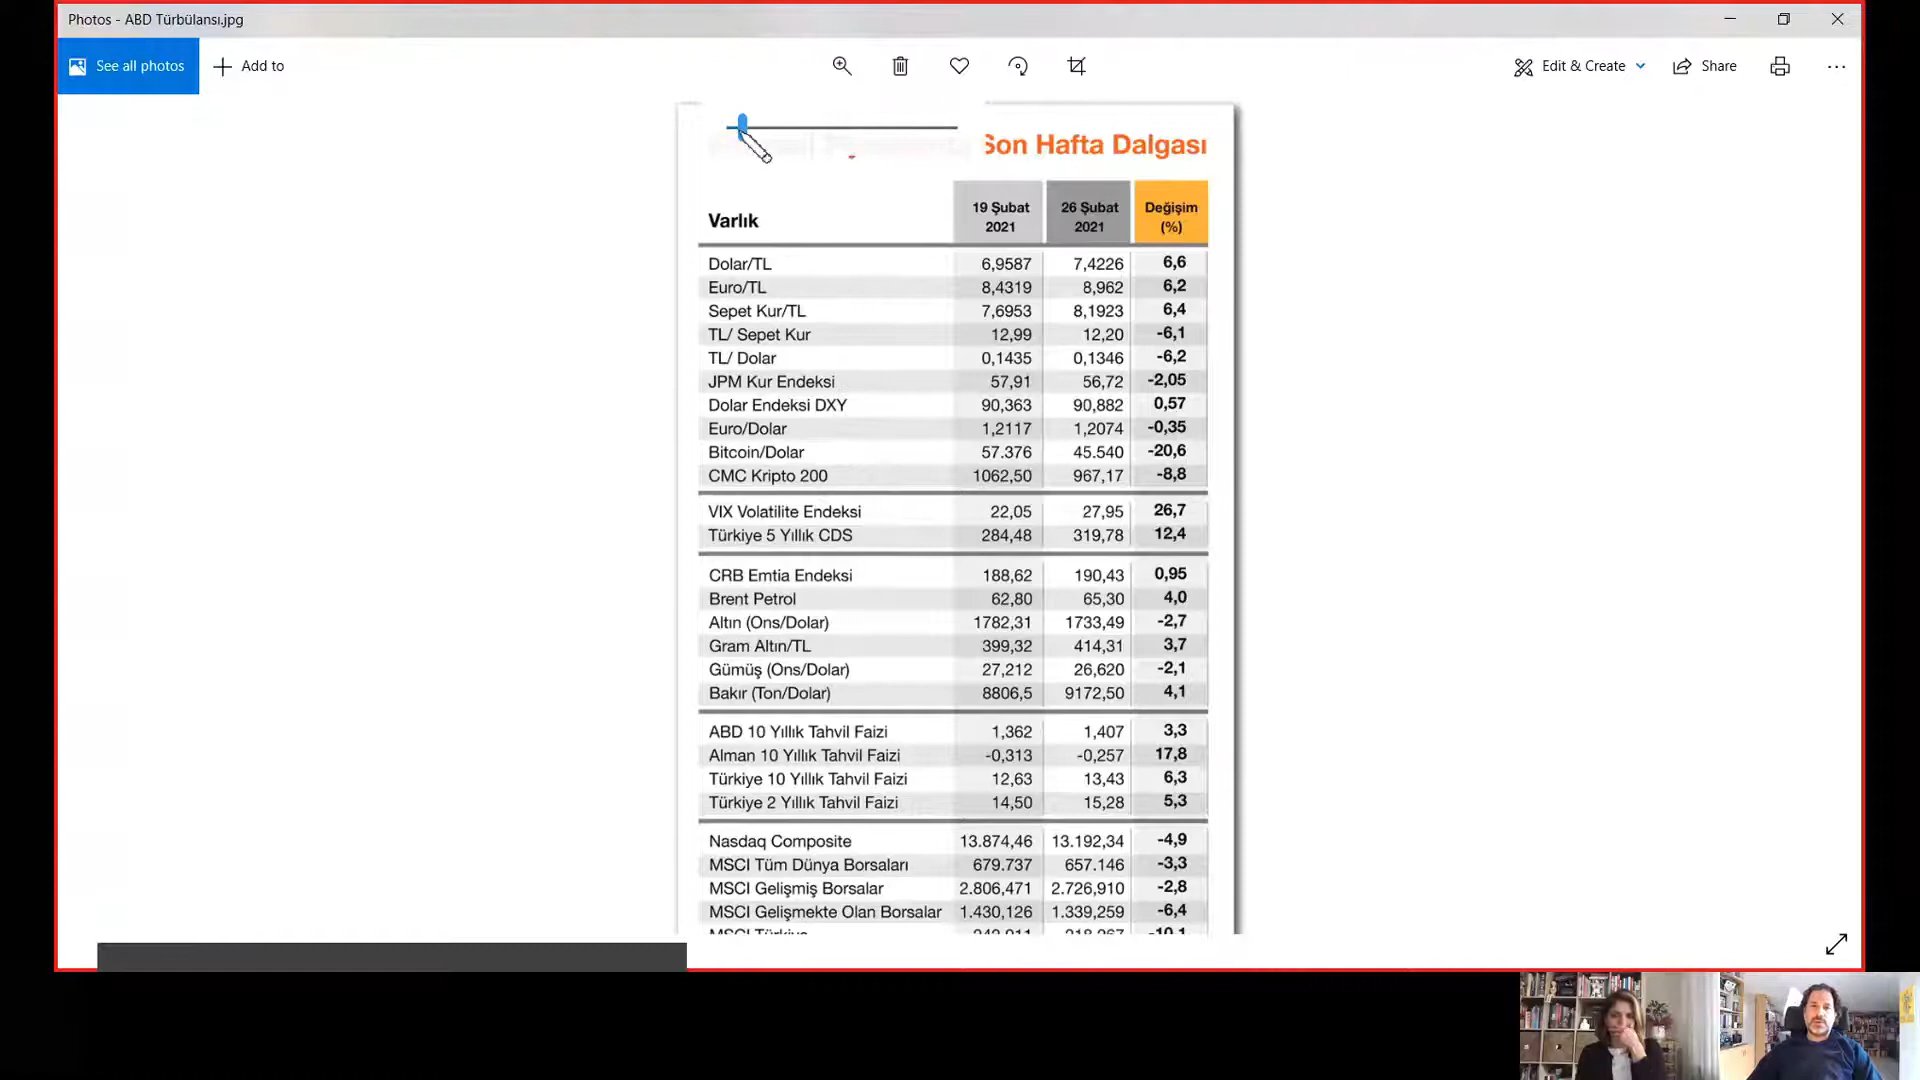 Photos - ABD Türbülansı.jpg
See all photos
Add to
Edit & Create
Share
Son Hafta Dalgası
Varlık 19 Şubat 2021 26 Şubat 2021 Değişim (%)
Dolar/TL 6,9587 7,4226 6,6
Euro/TL 8,4319 8,962 6,2
Sepet Kur/TL 7,6953 8,1923 6,4
TL/ Sepet Kur 12,99 12,20 -6,1
TL/ Dolar 0,1435 0,1346 -6,2
JPM Kur Endeksi 57,91 56,72 -2,05
Dolar Endeksi DXY 90,363 90,882 0,57
Euro/Dolar 1,2117 1,2074 -0,35
Bitcoin/Dolar 57.376 45.540 -20,6
CMC Kripto 200 1062,50 967,17 -8,8
VIX Volatilite Endeksi 22,05 27,95 26,7
Türkiye 5 Yıllık CDS 284,48 319,78 12,4
CRB Emtia Endeksi 188,62 190,43 0,95
Brent Petrol 62,80 65,30 4,0
Altın (Ons/Dolar) 1782,31 1733,49 -2,7
Gram Altın/TL 399,32 414,31 3,7
Gümüş (Ons/Dolar) 27,212 26,620 -2,1
Bakır (Ton/Dolar) 8806,5 9172,50 4,1
ABD 10 Yıllık Tahvil Faizi 1,362 1,407 3,3
Alman 10 Yıllık Tahvil Faizi -0,313 -0,257 17,8
Türkiye 10 Yıllık Tahvil Faizi 12,63 13,43 6,3
Türkiye 2 Yıllık Tahvil Faizi 14,50 15,28 5,3
Nasdaq Composite 13.874,46 13.192,34 -4,9
MSCI Tüm Dünya Borsaları 679.737 657.146 -3,3
MSCI Gelişmiş Borsalar 2.806,471 2.726,910 -2,8
MSCI Gelişmekte Olan Borsalar 1.430,126 1.339,259 -6,4
MSCI Türkiye